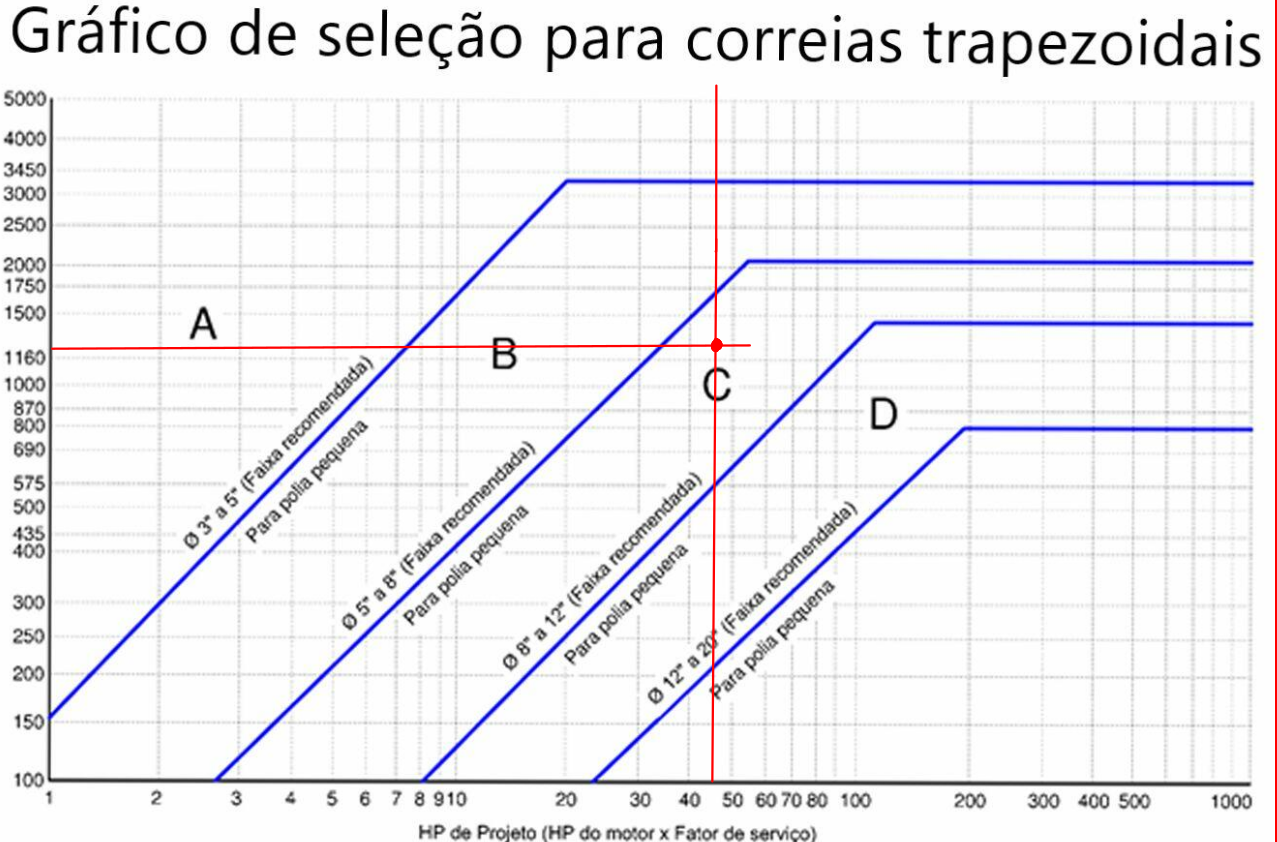 Gráfico de seleção para correias trapezoidais
5000
4000
3450
3000
2500
2000
1750
1500
1160
1000
870
800
690
575
500
435
400
300
250
200
150
100
A
B
C
D
Ø 3" a 5" (Faixa recomendada)
Para polia pequena
Ø 5" a 8" (Faixa recomendada)
Para polia pequena
Ø 8" a 12" (Faixa recomendada)
Para polia pequena
Ø 12" a 20" (Faixa recomendada)
Para polia pequena
1 2 3 4 5 6 7 8 9 10 20 30 40 50 60 70 80 100 200 300 400 500 1000
HP de Projeto (HP do motor x Fator de serviço)